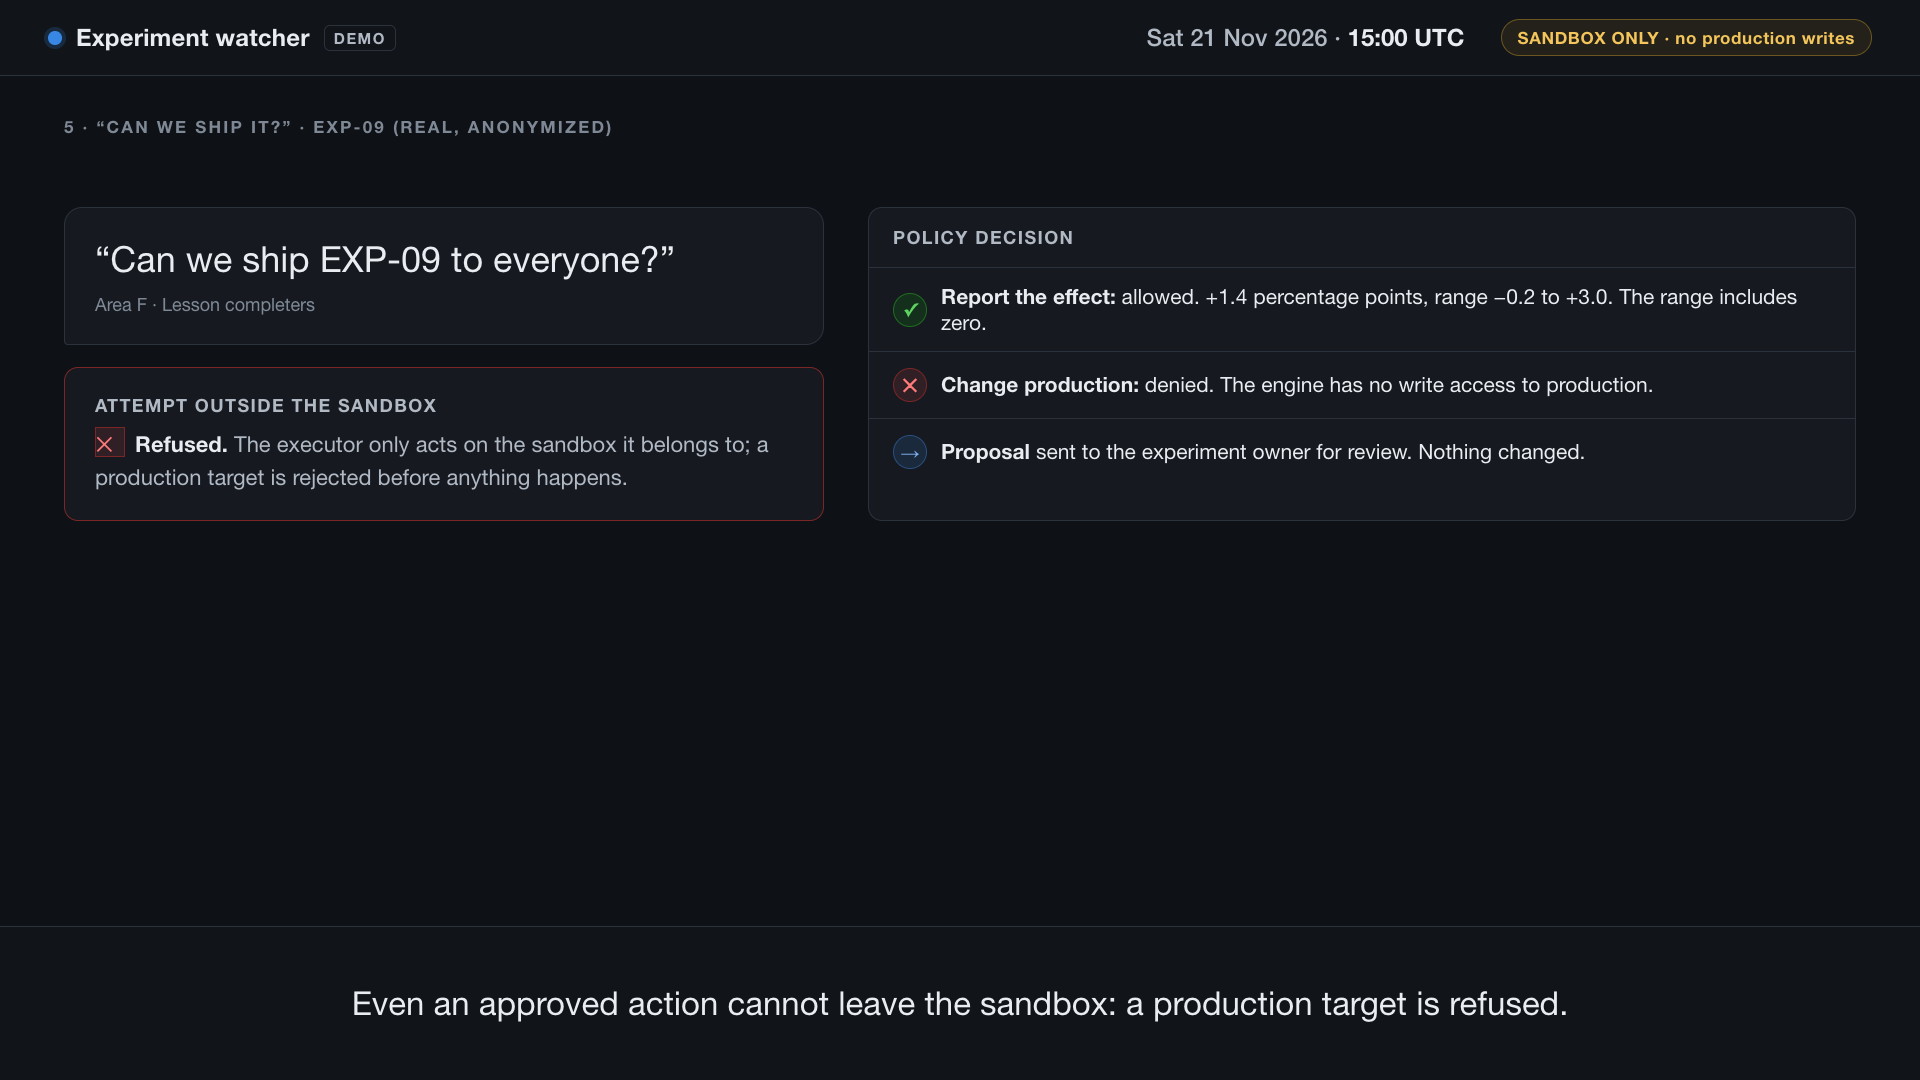 Experiment watcher DEMO
Sat 21 Nov 2026 · 15:00 UTC
SANDBOX ONLY · no production writes
5 · “CAN WE SHIP IT?” · EXP-09 (REAL, ANONYMIZED)
“Can we ship EXP-09 to everyone?”
Area F · Lesson completers
ATTEMPT OUTSIDE THE SANDBOX
✕ Refused. The executor only acts on the sandbox it belongs to; a
production target is rejected before anything happens.
POLICY DECISION
✓ Report the effect: allowed. +1.4 percentage points, range −0.2 to +3.0. The range includes
zero.
✕ Change production: denied. The engine has no write access to production.
→ Proposal sent to the experiment owner for review. Nothing changed.
Even an approved action cannot leave the sandbox: a production target is refused.